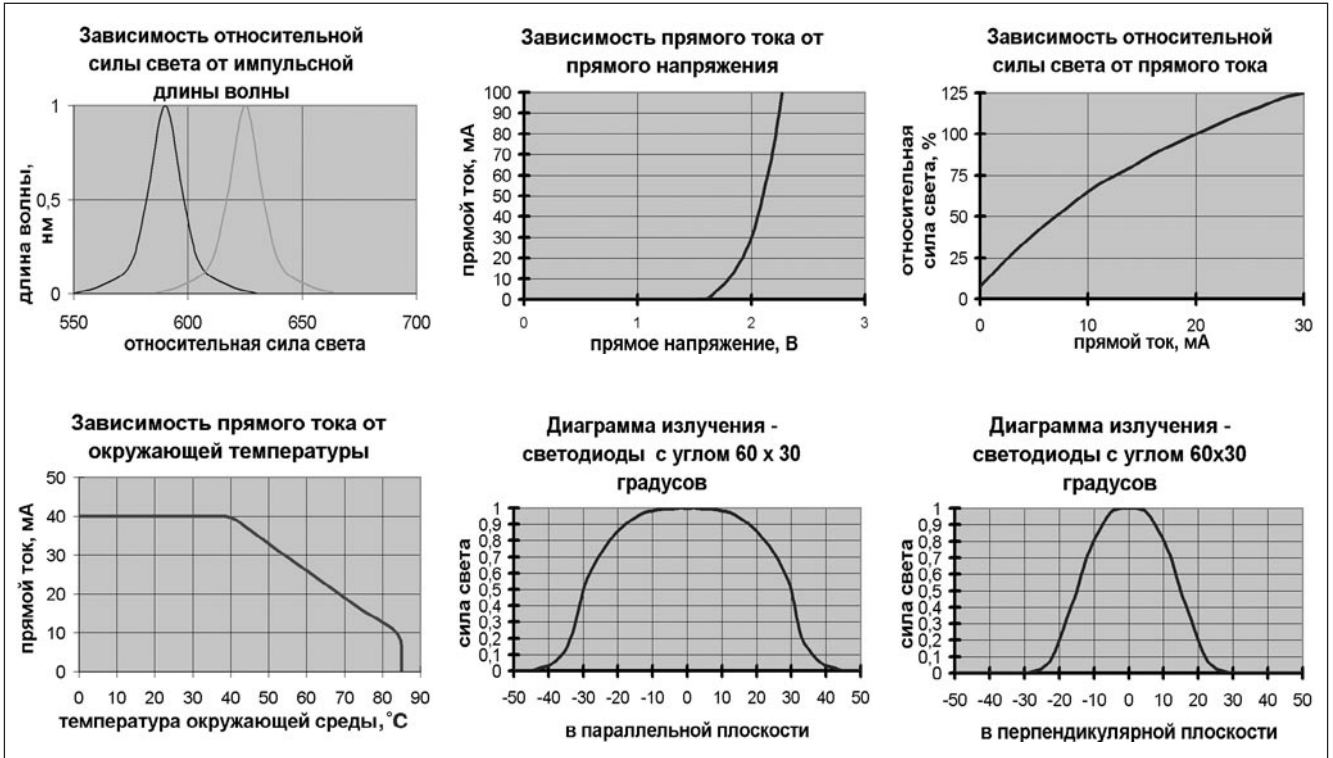 Зависимость относительной
силы света от импульсной
длины волны
1
0,5
0
длина волны,
нм
550 600 650 700
относительная сила света
Зависимость прямого тока от
прямого напряжения
100
90
80
70
60
50
40
30
20
10
0
прямой ток, мА
0 1 2 3
прямое напряжение, В
Зависимость относительной
силы света от прямого тока
125
100
75
50
25
0
относительная
сила света, %
0 10 20 30
прямой ток, мА
Зависимость прямого тока от
окружающей температуры
50
40
30
20
10
0
прямой ток, мА
0 10 20 30 40 50 60 70 80 90
температура окружающей среды,°С
Диаграмма излучения -
светодиоды с углом 60 x 30
градусов
1
0,9
0,8
0,7
0,6
0,5
0,4
0,3
0,2
0,1
0
сила света
-50 -40 -30 -20 -10 0 10 20 30 40 50
в параллельной плоскости
Диаграмма излучения -
светодиоды с углом 60x30
градусов
1
0,9
0,8
0,7
0,6
0,5
0,4
0,3
0,2
0,1
0
сила света
-50 -40 -30 -20 -10 0 10 20 30 40 50
в перпендикулярной плоскости